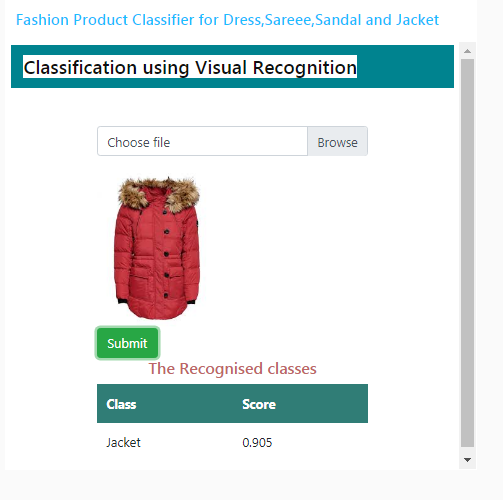 Fashion Product Classifier for Dress,Sareee,Sandal and Jacket
Classification using Visual Recognition
Choose file Browse
Submit
The Recognised classes
Class Score
Jacket 0.905